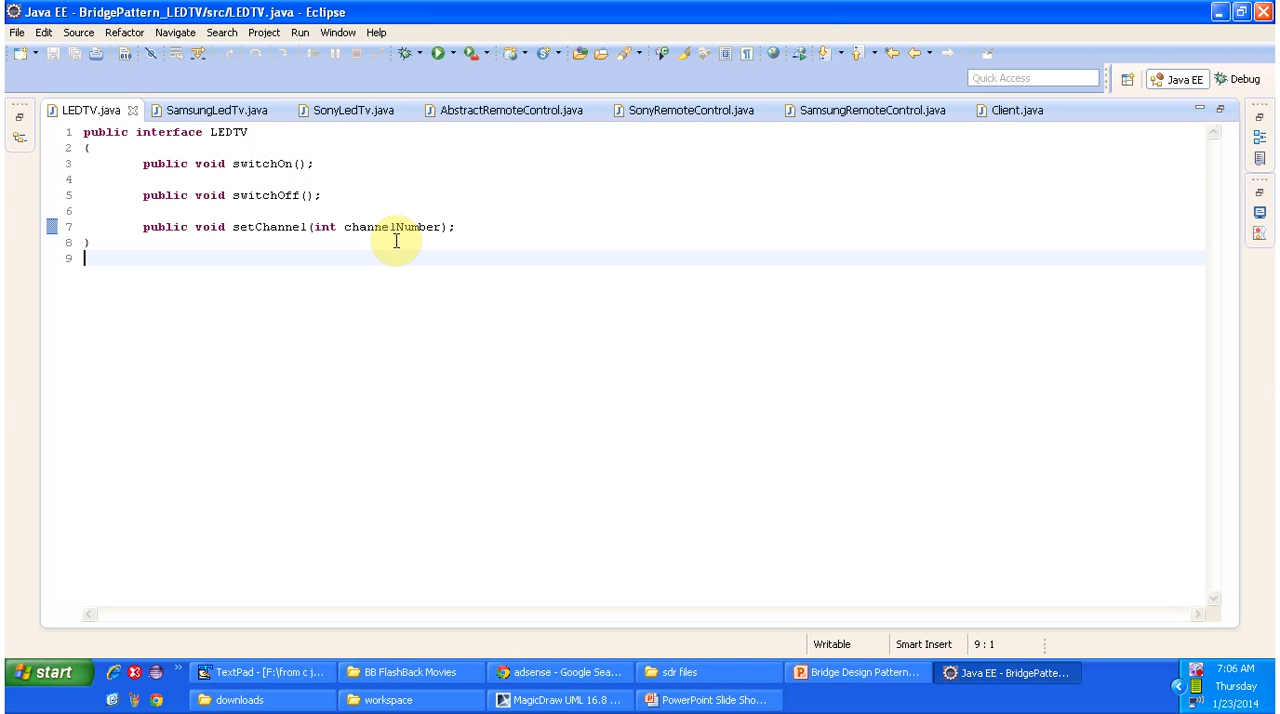 Java EE - BridgePattern_LEDTV/src/LEDTV.java - Eclipse
File Edit Source Refactor Navigate Search Project Run Window Help
Quick Access
Java EE
Debug
LEDTV.java SamsungLedTv.java SonyLedTv.java AbstractRemoteControl.java SonyRemoteControl.java SamsungRemoteControl.java Client.java
1 public interface LEDTV
2 {
3 public void switchOn();
4
5 public void switchOff();
6
7 public void setChannel(int channelNumber);
8 }
9
Writable Smart Insert 9 : 1
start
TextPad - [F:\from c j... BB FlashBack Movies adsense - Google Sea... sdr files Bridge Design Pattern... Java EE - BridgePatte...
downloads workspace MagicDraw UML 16.8 ... PowerPoint Slide Sho...
7:06 AM
Thursday
1/23/2014